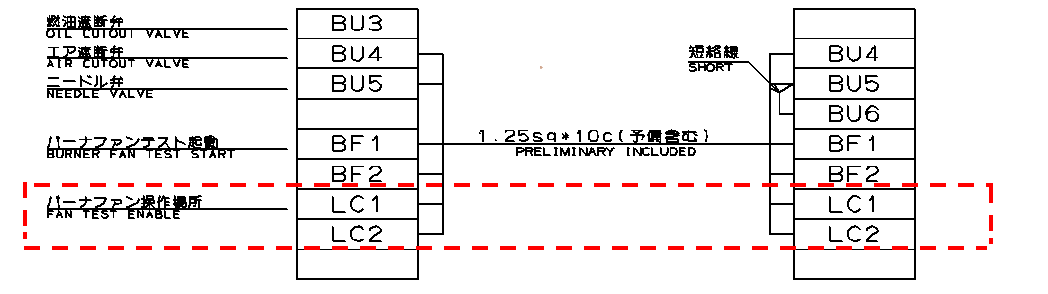 燃油遮断弁
OIL CUTOUT VALVE
エア遮断弁
AIR CUTOUT VALVE
ニードル弁
NEEDLE VALVE
バーナファンテスト起動
BURNER FAN TEST START
バーナファン操作場所
FAN TEST ENABLE
BU3
BU4
BU5
BF1
BF2
LC1
LC2
1.25sq*10c(予備含む)
PRELIMINARY INCLUDED
短絡線
SHORT
BU4
BU5
BU6
BF1
BF2
LC1
LC2